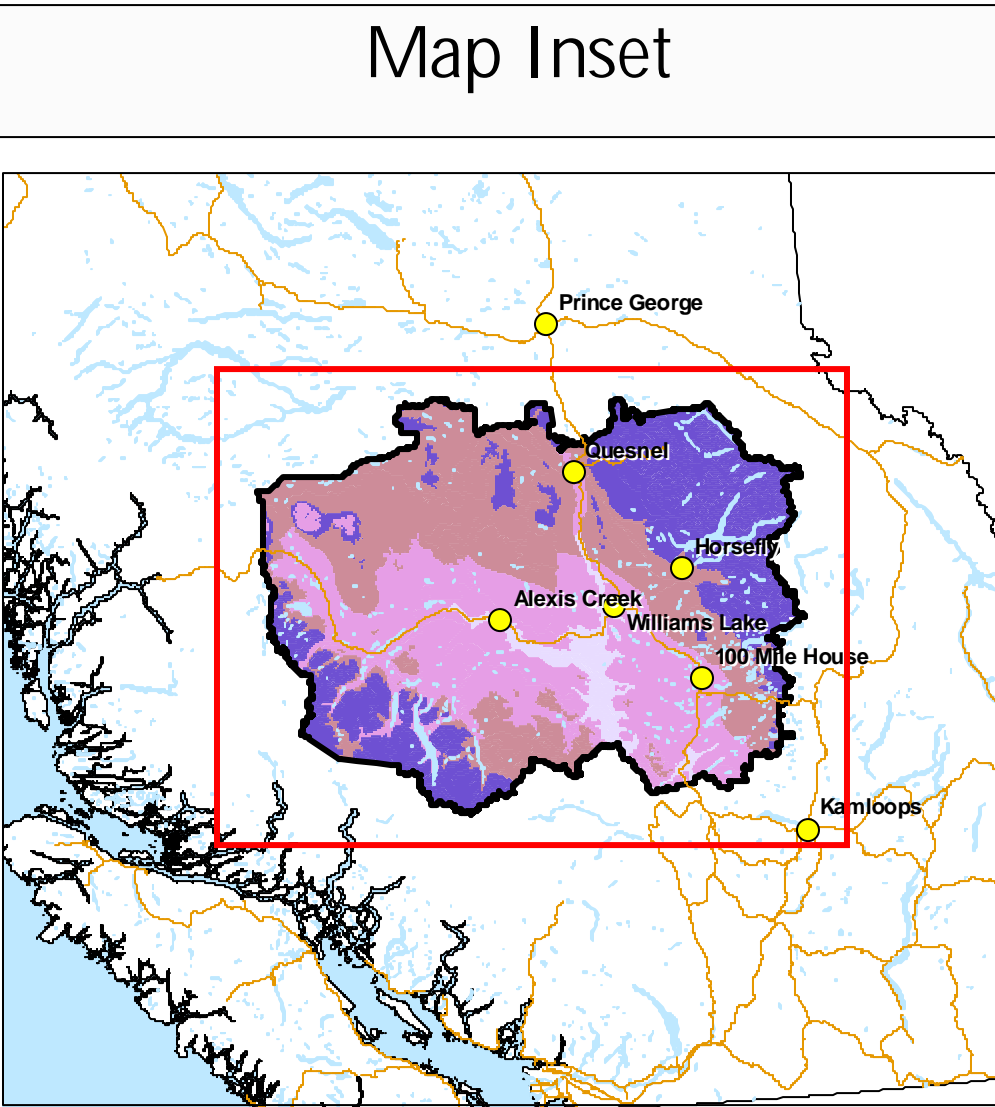 Map Inset
Prince George
Quesnel
Horsefly
Alexis Creek
Williams Lake
100 Mile House
Kamloops